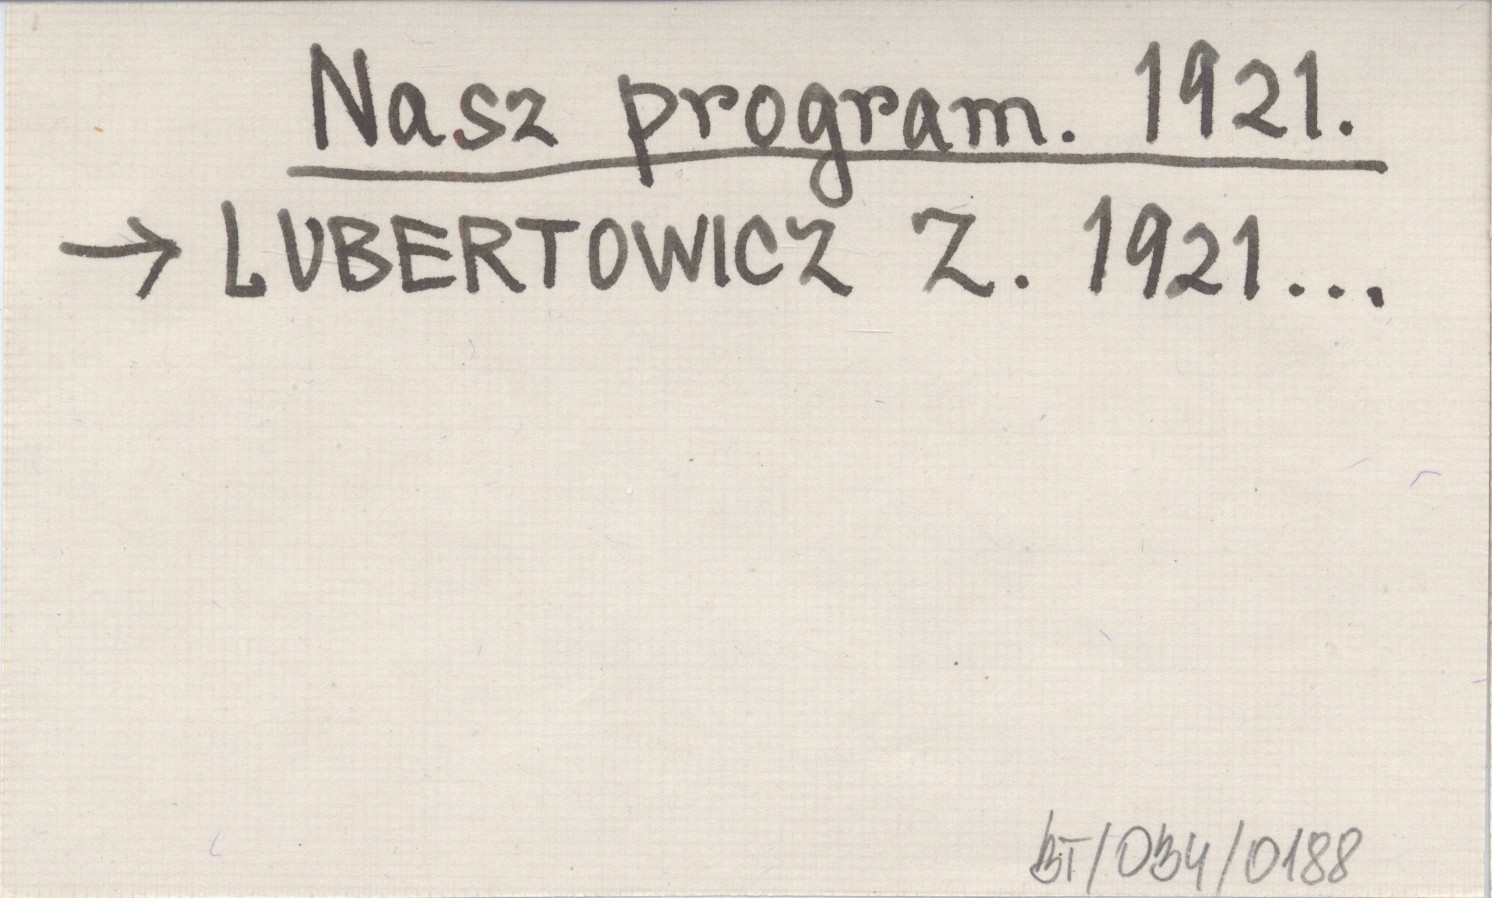 Nasz program. 1921.
→ LUBERTOWICZ Z. 1921...
BT/034/0188